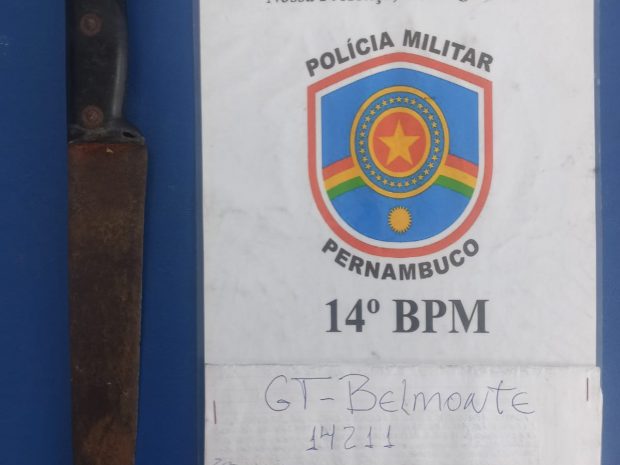 POLÍCIA MILITAR
PERNAMBUCO
14º BPM
GT-Belmonte
14211